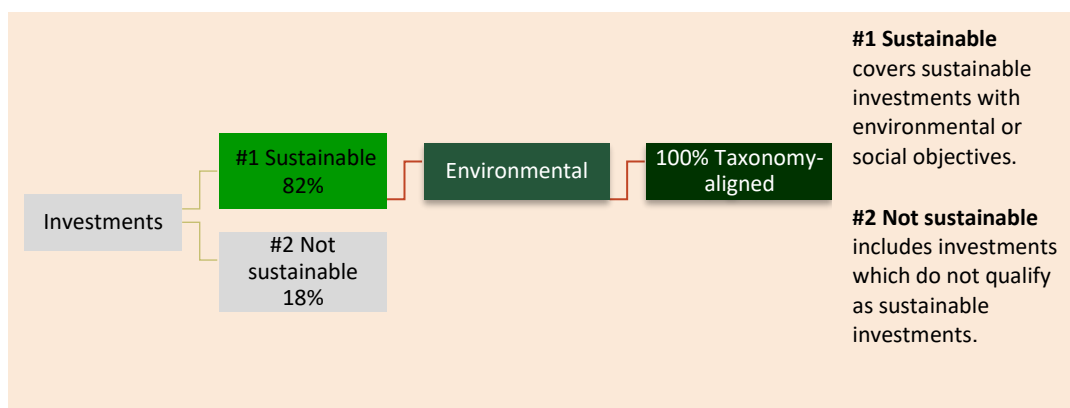 Investments
#1 Sustainable
82%
#2 Not
sustainable
18%
Environmental
100% Taxonomy-
aligned
#1 Sustainable
covers sustainable
investments with
environmental or
social objectives.
#2 Not sustainable
includes investments
which do not qualify
as sustainable
investments.